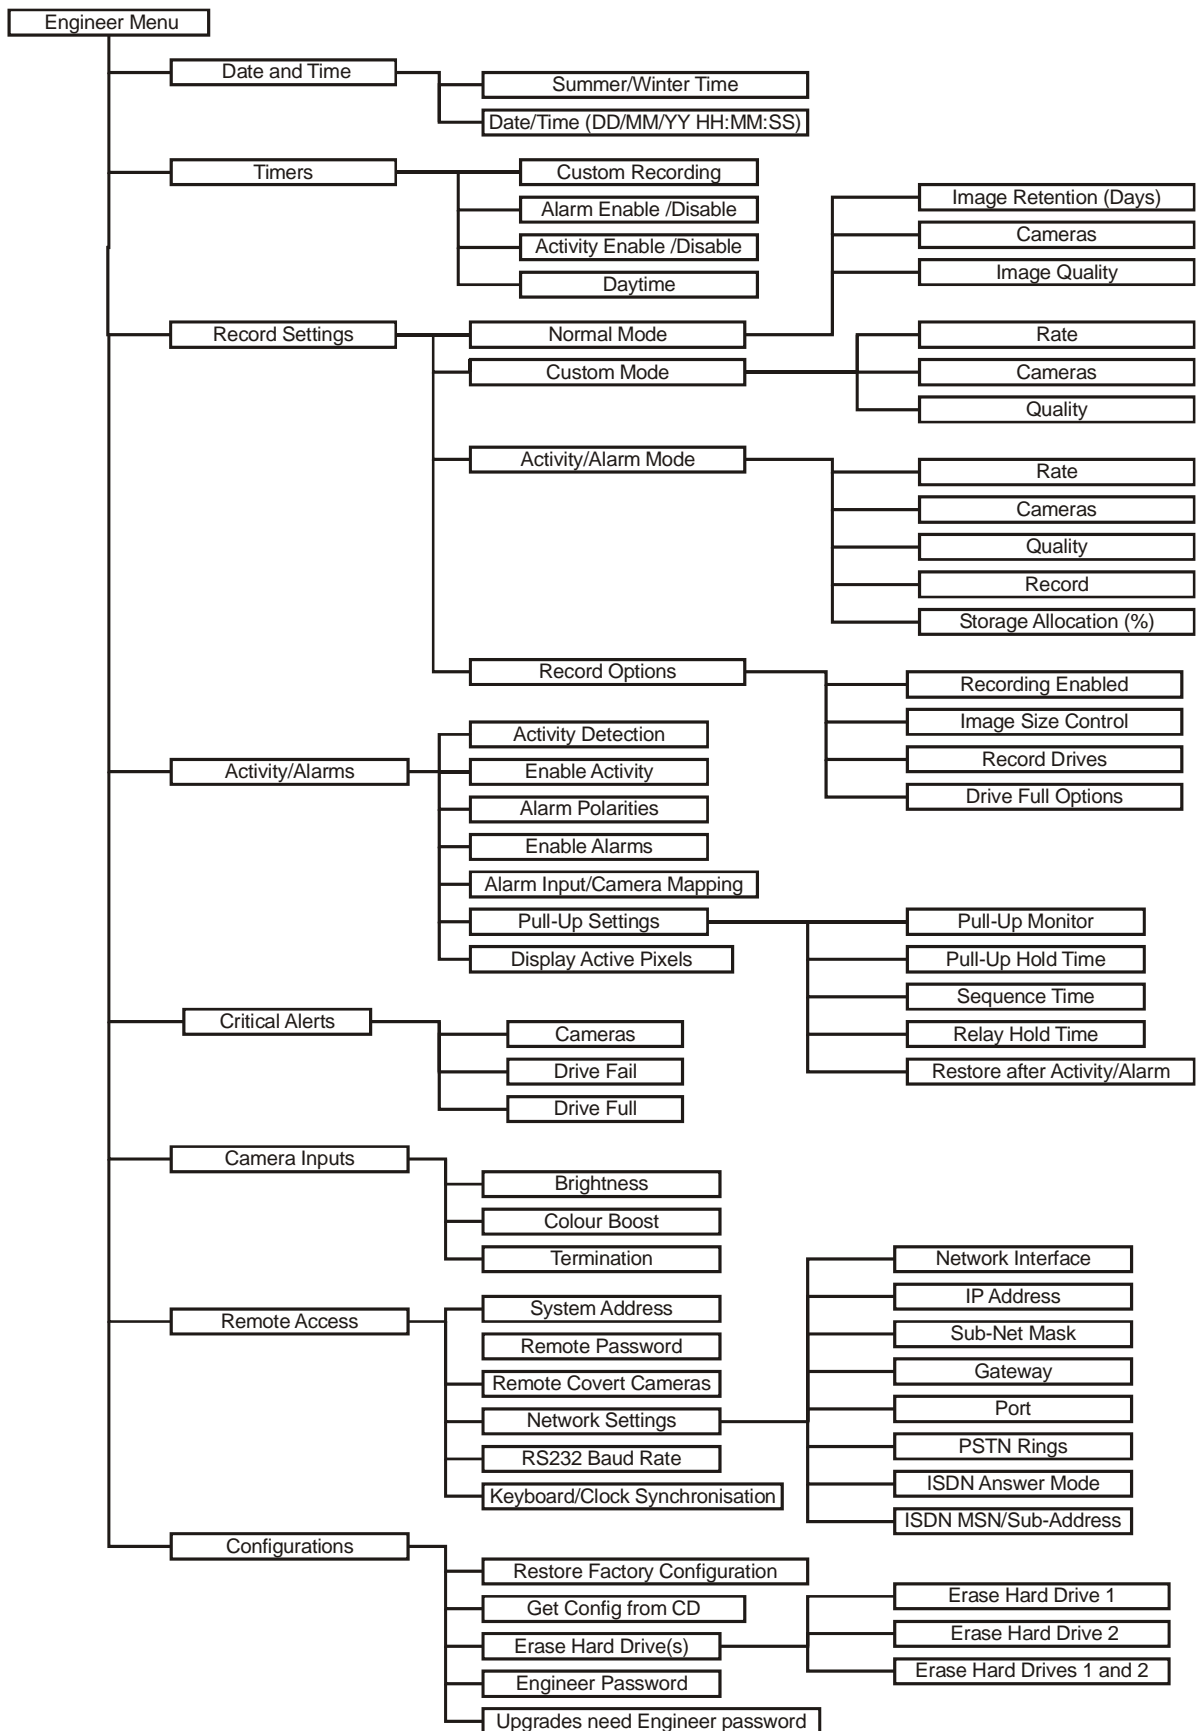 Engineer Menu
Date and Time
Summer/Winter Time
Date/Time (DD/MM/YY HH:MM:SS)
Timers
Custom Recording
Alarm Enable /Disable
Activity Enable /Disable
Daytime
Record Settings
Normal Mode
Image Retention (Days)
Cameras
Image Quality
Custom Mode
Rate
Cameras
Quality
Activity/Alarm Mode
Rate
Cameras
Quality
Record
Storage Allocation (%)
Record Options
Recording Enabled
Image Size Control
Record Drives
Drive Full Options
Activity/Alarms
Activity Detection
Enable Activity
Alarm Polarities
Enable Alarms
Alarm Input/Camera Mapping
Pull-Up Settings
Pull-Up Monitor
Pull-Up Hold Time
Sequence Time
Relay Hold Time
Restore after Activity/Alarm
Display Active Pixels
Critical Alerts
Cameras
Drive Fail
Drive Full
Camera Inputs
Brightness
Colour Boost
Termination
Remote Access
System Address
Remote Password
Remote Covert Cameras
Network Settings
Network Interface
IP Address
Sub-Net Mask
Gateway
Port
PSTN Rings
ISDN Answer Mode
ISDN MSN/Sub-Address
RS232 Baud Rate
Keyboard/Clock Synchronisation
Configurations
Restore Factory Configuration
Get Config from CD
Erase Hard Drive(s)
Erase Hard Drive 1
Erase Hard Drive 2
Erase Hard Drives 1 and 2
Engineer Password
Upgrades need Engineer password